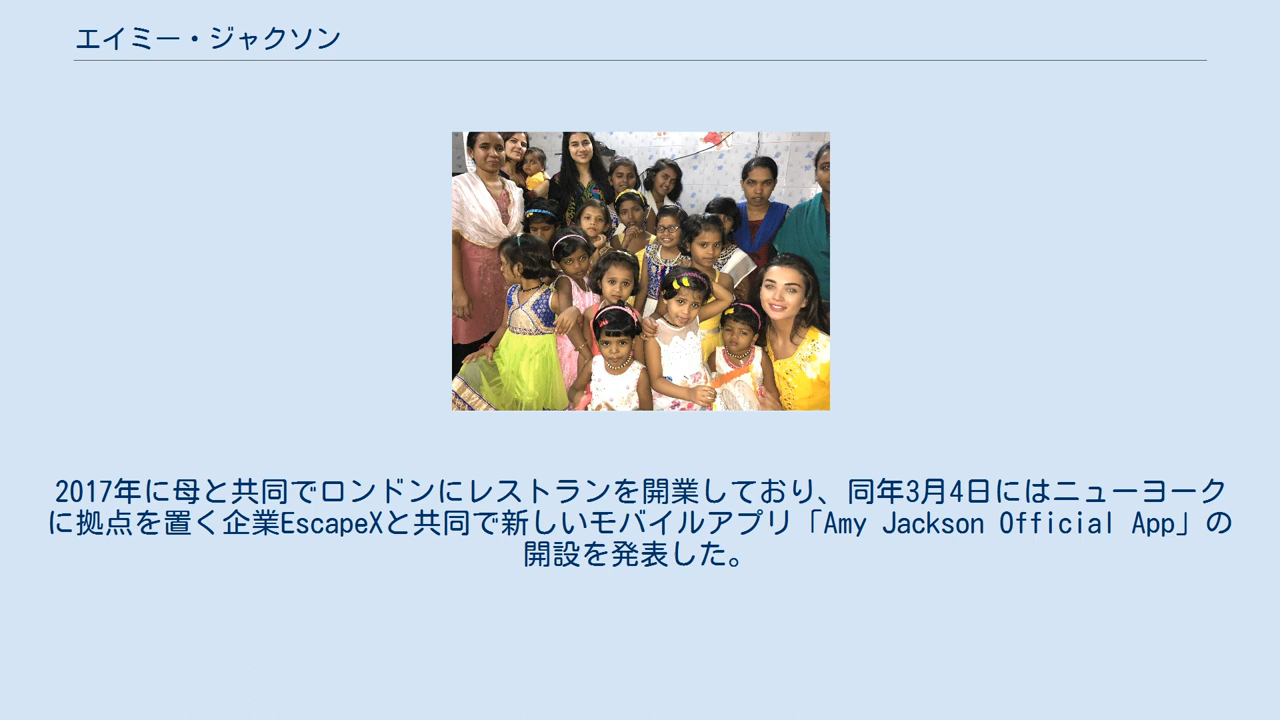 エイミー・ジャクソン
2017年に母と共同でロンドンにレストランを開業しており、同年3月4日にはニューヨーク
に拠点を置く企業EscapeXと共同で新しいモバイルアプリ「Amy Jackson Official App」の
開設を発表した。